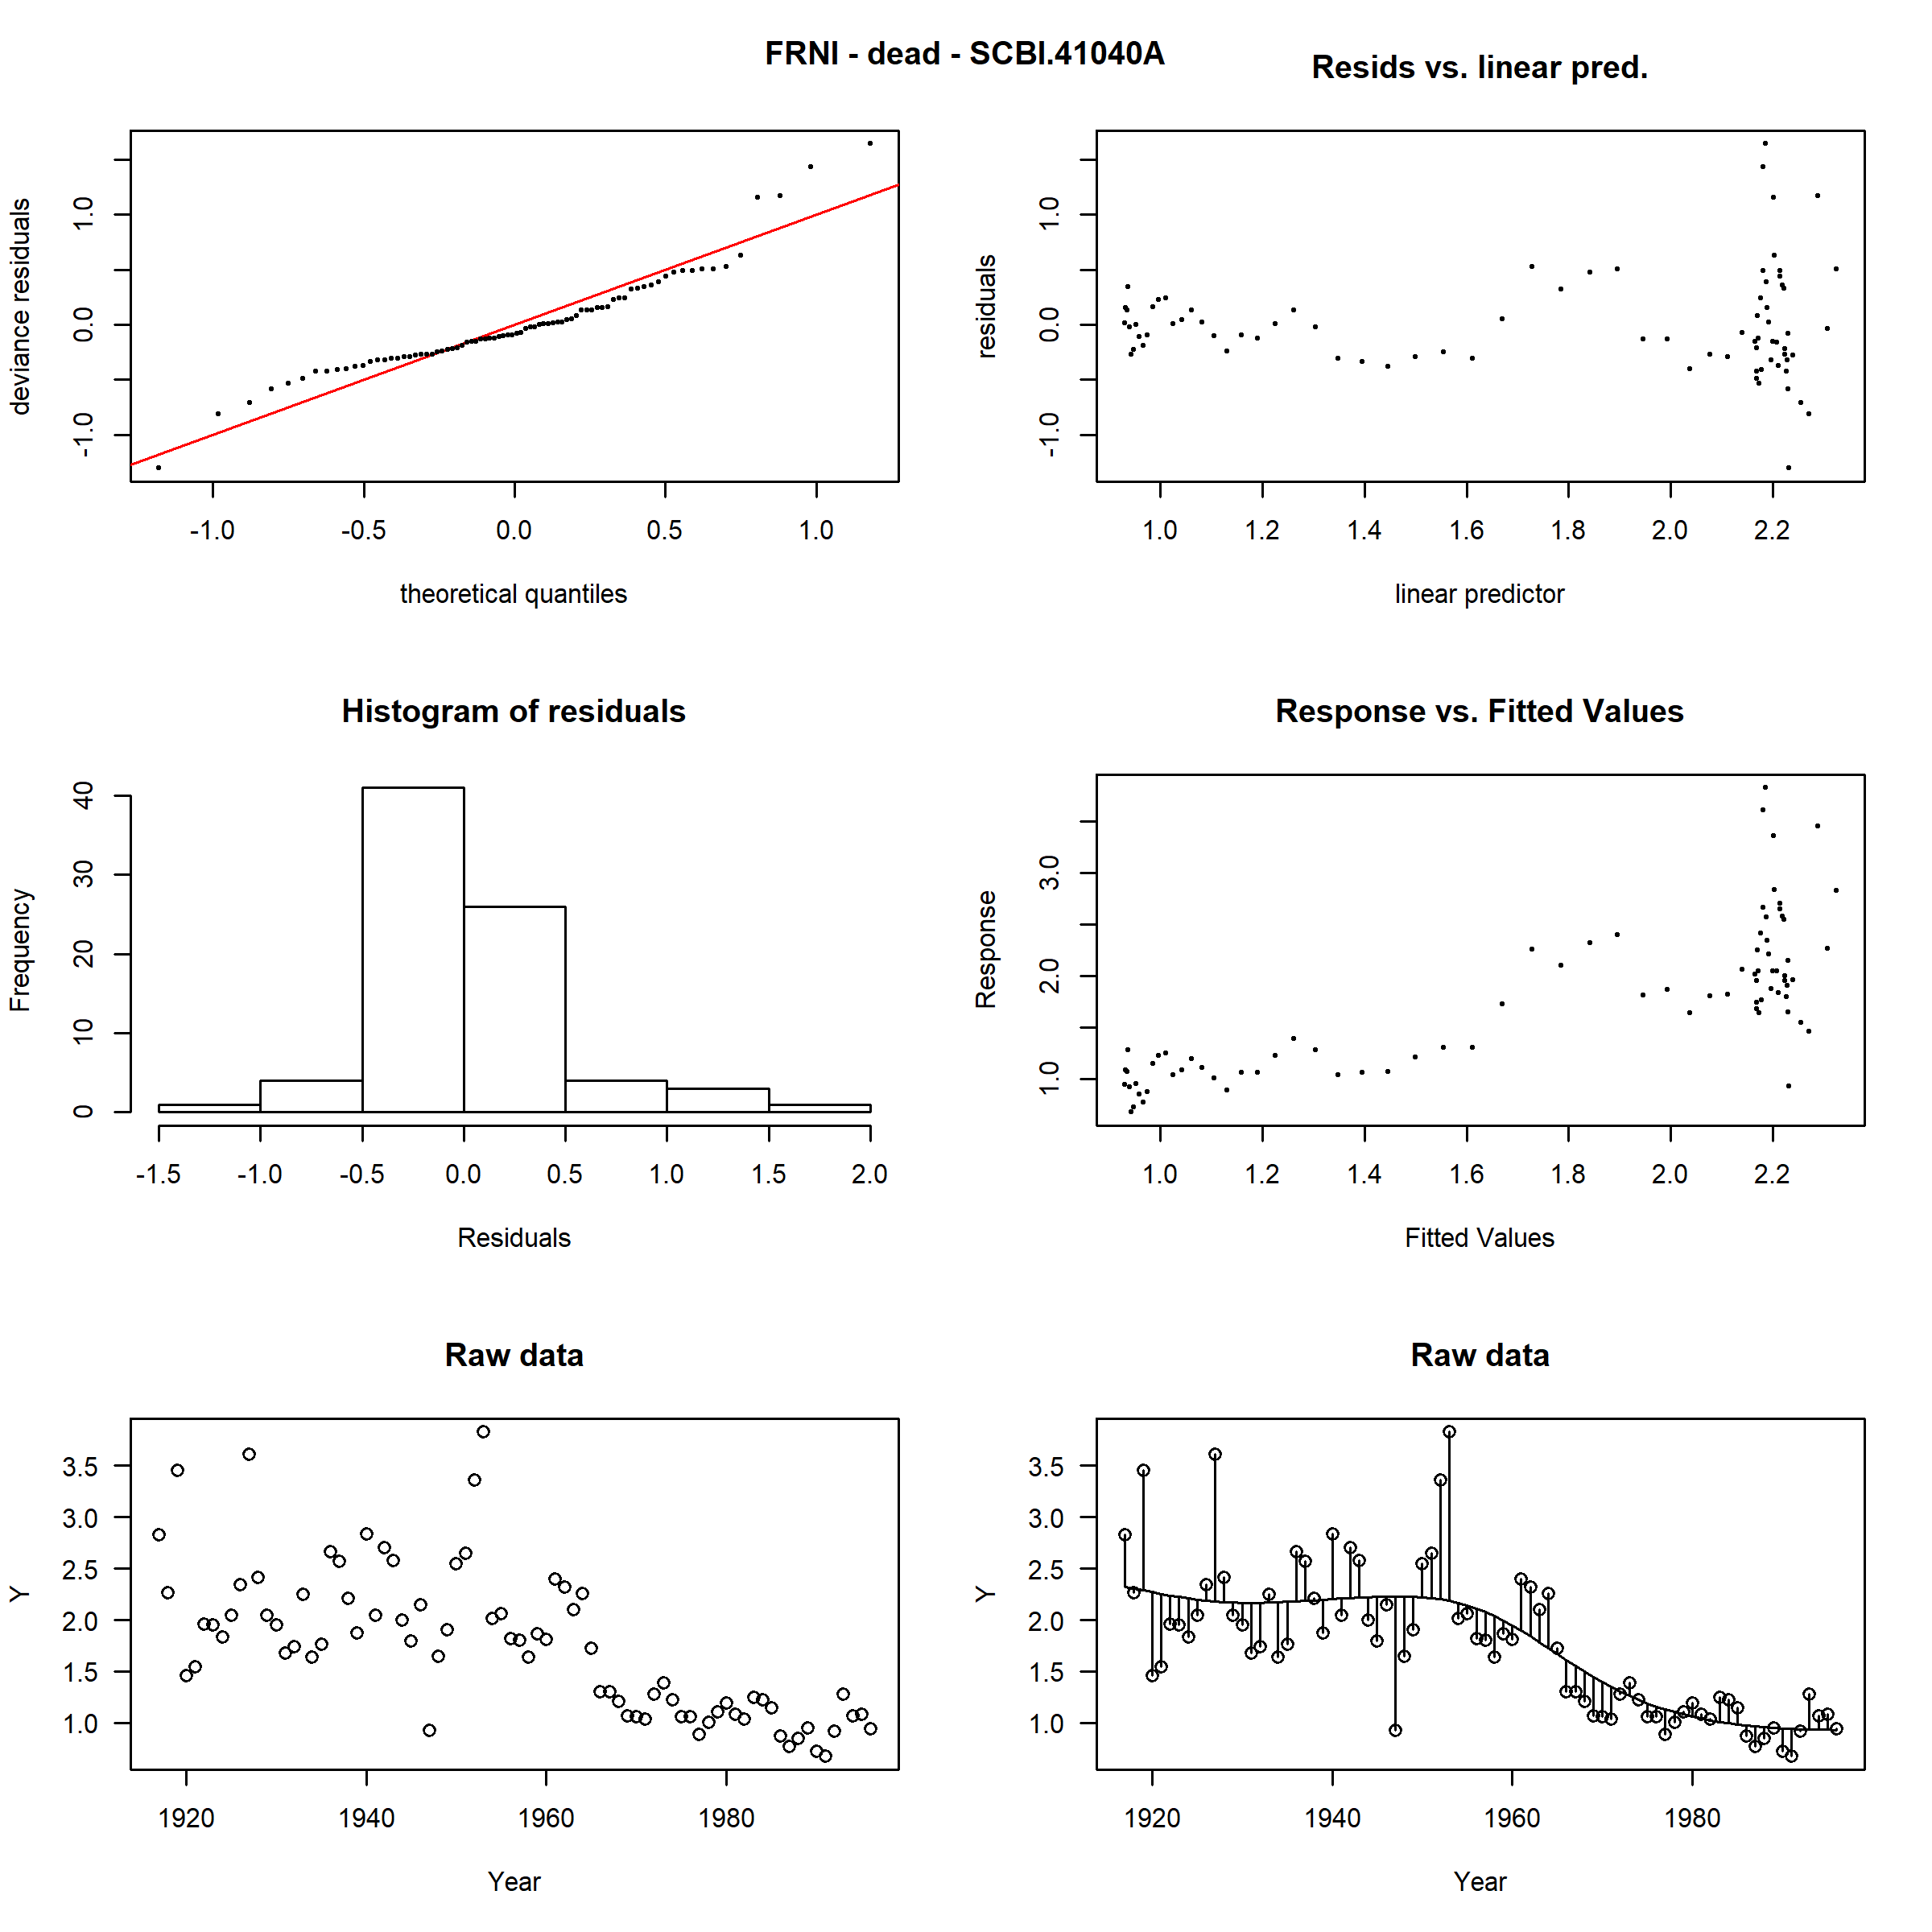 FRNI - dead - SCBI.41040A
Resids vs. linear pred.
deviance residuals
-1.0 0.0 1.0
-1.0 -0.5 0.0 0.5 1.0
theoretical quantiles
residuals
-1.0 0.0 1.0
1.0 1.2 1.4 1.6 1.8 2.0 2.2
linear predictor
Histogram of residuals
Frequency
0 10 20 30 40
-1.5 -1.0 -0.5 0.0 0.5 1.0 1.5 2.0
Residuals
Response vs. Fitted Values
Response
1.0 2.0 3.0
1.0 1.2 1.4 1.6 1.8 2.0 2.2
Fitted Values
Raw data
Y
3.5
3.0
2.5
2.0
1.5
1.0
1920 1940 1960 1980
Year
Raw data
Y
3.5
3.0
2.5
2.0
1.5
1.0
1920 1940 1960 1980
Year